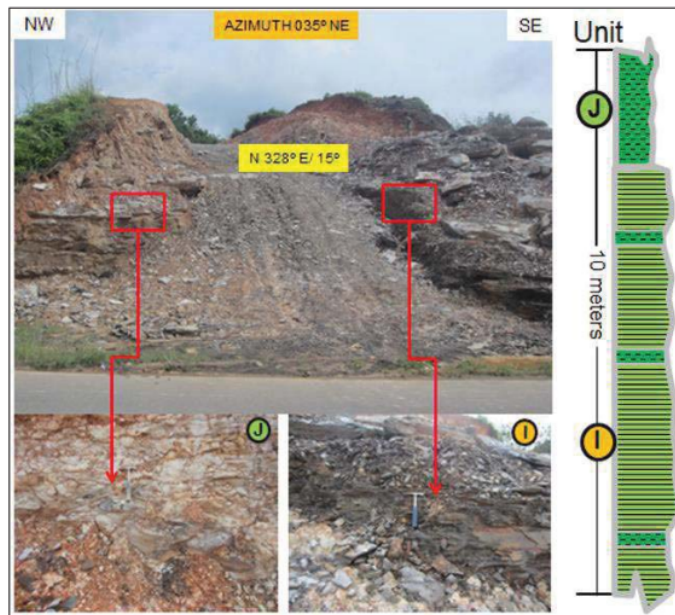 NW
AZIMUTH 035º NE
SE
N 328º E/ 15º
J
I
Unit
J
10 meters
I